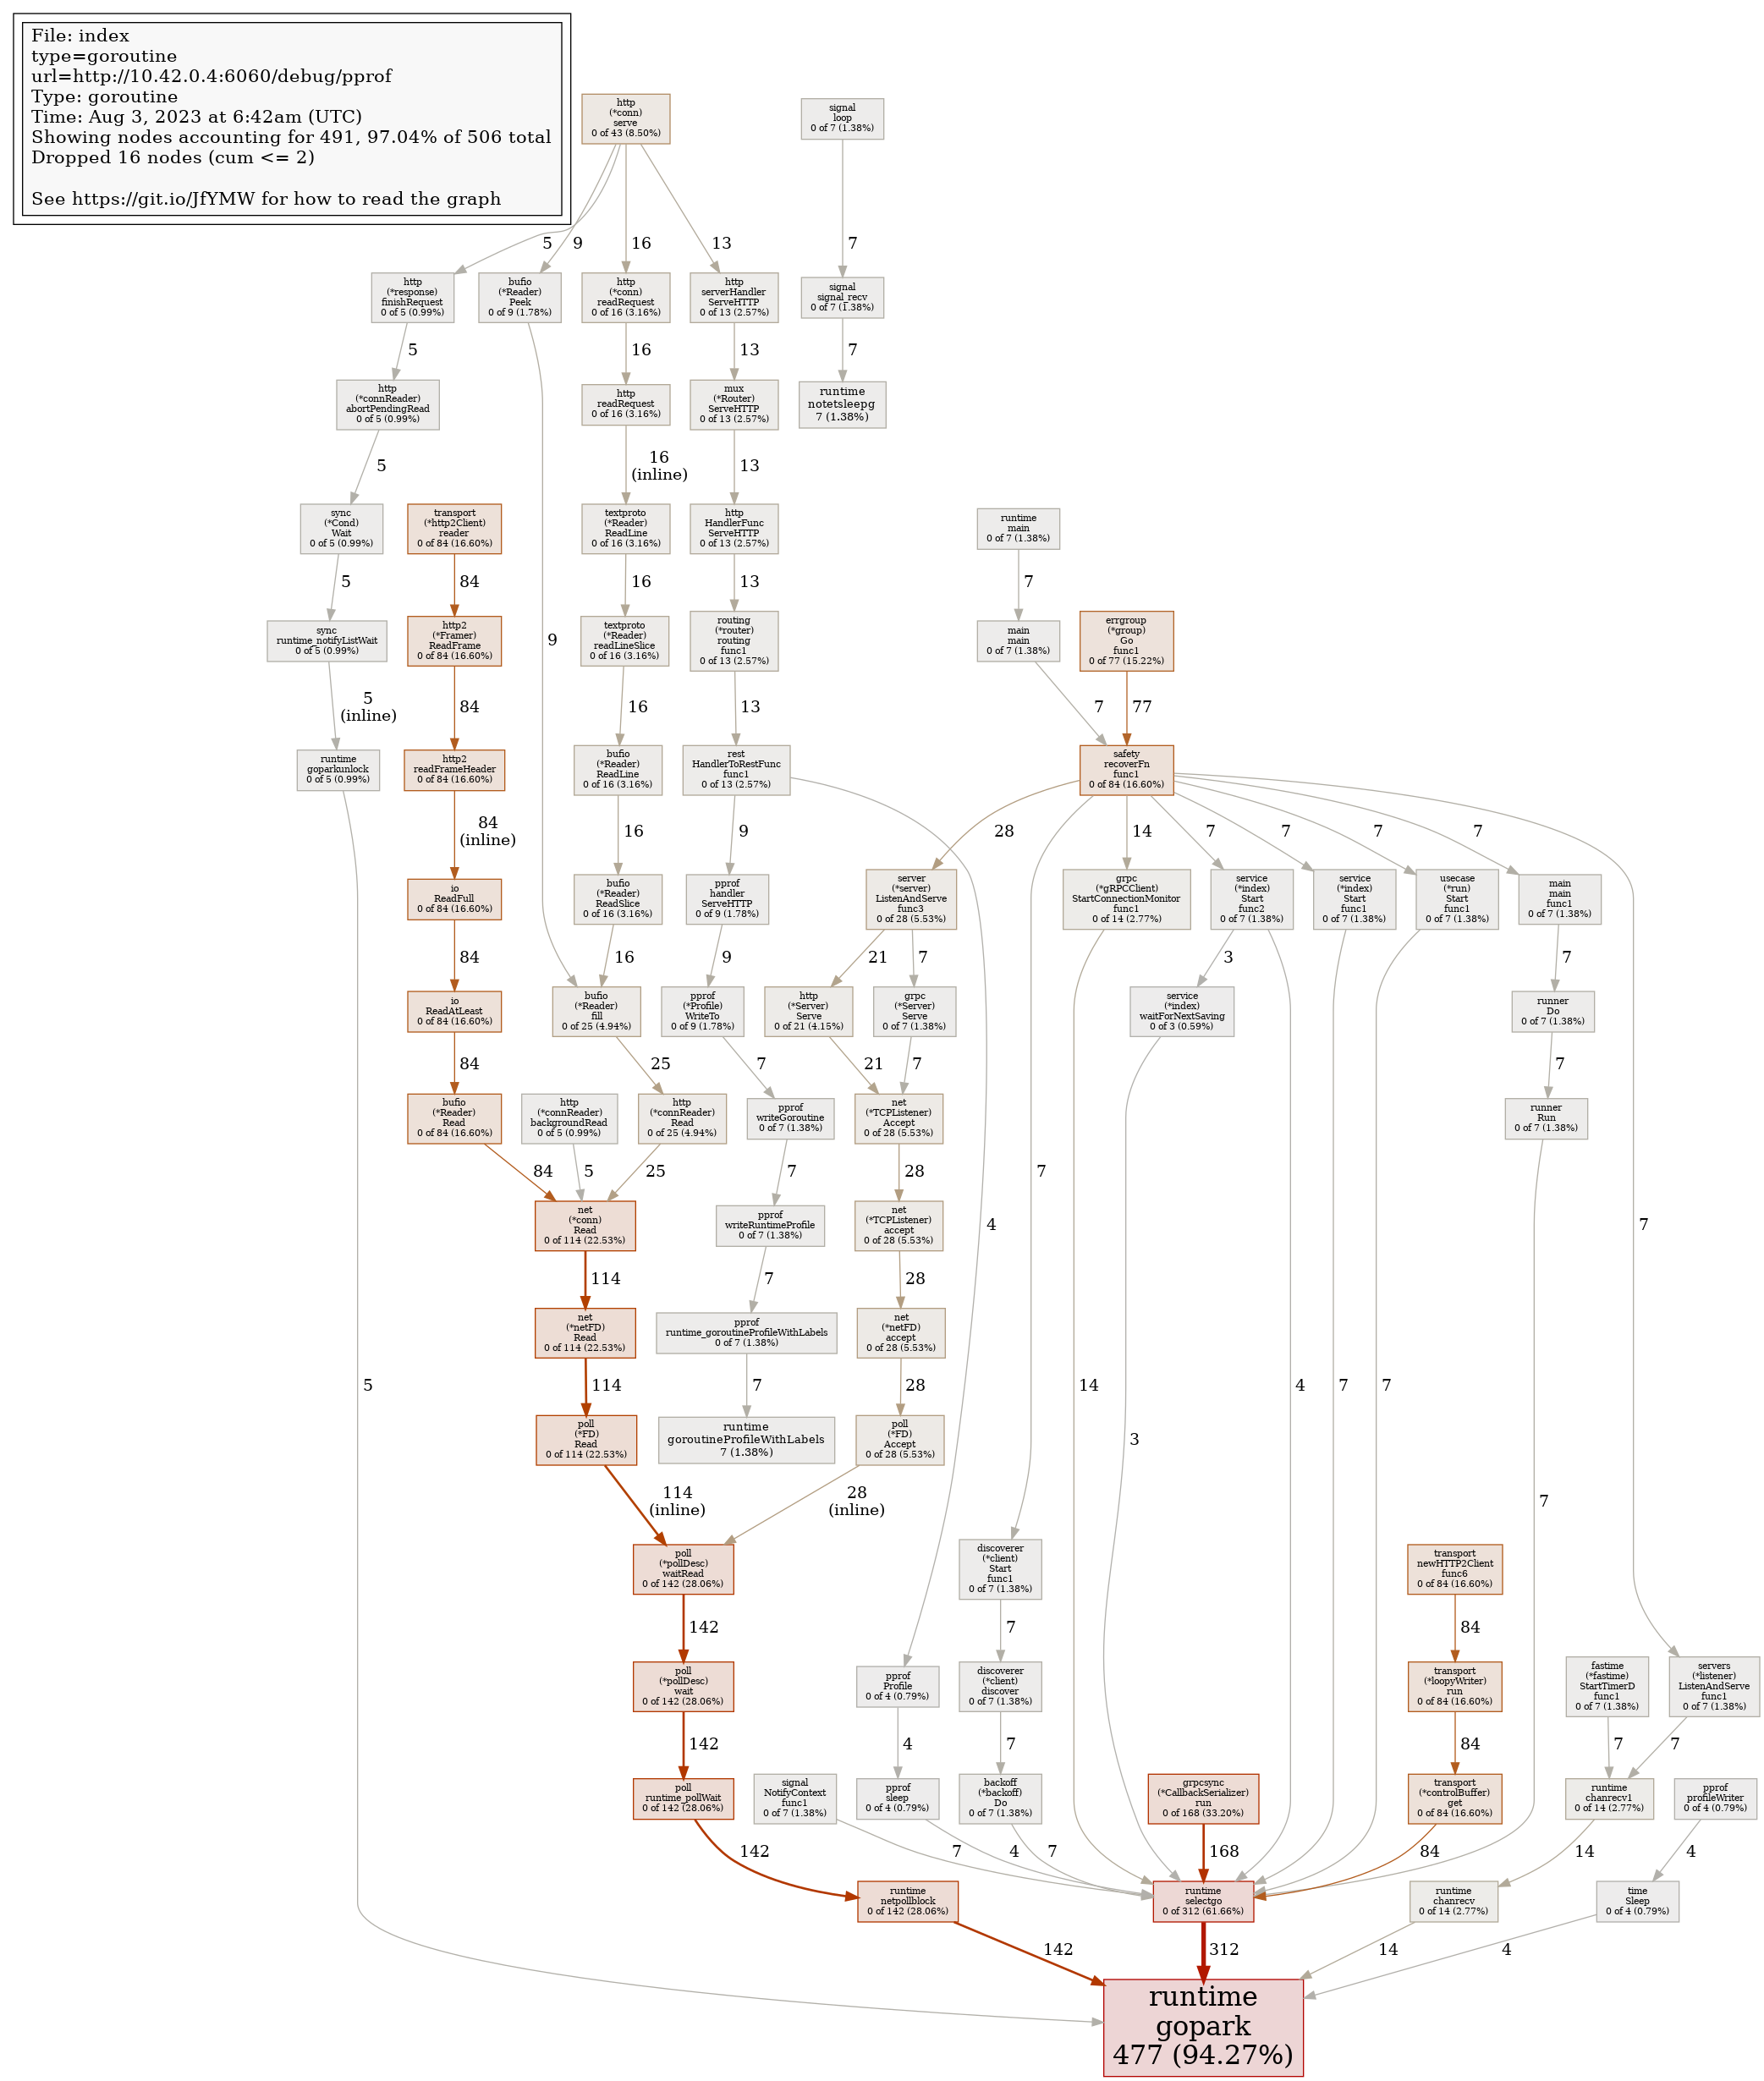 File: index
type=goroutine
url=http://10.42.0.4:6060/debug/pprof
Type: goroutine
Time: Aug 3, 2023 at 6:42am (UTC)
Showing nodes accounting for 491, 97.04% of 506 total
Dropped 16 nodes (cum <= 2)
See https://git.io/JfYMW for how to read the graph
http
(*conn)
serve
0 of 43 (8.50%)
signal
loop
0 of 7 (1.38%)
5
9
16
13
7
http
(*response)
finishRequest
0 of 5 (0.99%)
bufio
(*Reader)
Peek
0 of 9 (1.78%)
http
(*conn)
readRequest
0 of 16 (3.16%)
http
serverHandler
ServeHTTP
0 of 13 (2.57%)
signal
signal_recv
0 of 7 (1.38%)
5
16
13
7
http
(*connReader)
abortPendingRead
0 of 5 (0.99%)
http
readRequest
0 of 16 (3.16%)
mux
(*Router)
ServeHTTP
0 of 13 (2.57%)
runtime
notetsleepg
7 (1.38%)
5
16
(inline)
13
sync
(*Cond)
Wait
0 of 5 (0.99%)
transport
(*http2Client)
reader
0 of 84 (16.60%)
textproto
(*Reader)
ReadLine
0 of 16 (3.16%)
http
HandlerFunc
ServeHTTP
0 of 13 (2.57%)
runtime
main
0 of 7 (1.38%)
5
84
16
13
7
sync
runtime_notifyListWait
0 of 5 (0.99%)
http2
(*Framer)
ReadFrame
0 of 84 (16.60%)
9
textproto
(*Reader)
readLineSlice
0 of 16 (3.16%)
routing
(*router)
routing
func1
0 of 13 (2.57%)
main
main
0 of 7 (1.38%)
errgroup
(*group)
Go
func1
0 of 77 (15.22%)
5
(inline)
84
16
13
7
77
runtime
goparkunlock
0 of 5 (0.99%)
http2
readFrameHeader
0 of 84 (16.60%)
bufio
(*Reader)
ReadLine
0 of 16 (3.16%)
rest
HandlerToRestFunc
func1
0 of 13 (2.57%)
safety
recoverFn
func1
0 of 84 (16.60%)
84
(inline)
16
9
28
14
7
7
7
7
io
ReadFull
0 of 84 (16.60%)
bufio
(*Reader)
ReadSlice
0 of 16 (3.16%)
pprof
handler
ServeHTTP
0 of 9 (1.78%)
server
(*server)
ListenAndServe
func3
0 of 28 (5.53%)
grpc
(*gRPCClient)
StartConnectionMonitor
func1
0 of 14 (2.77%)
service
(*index)
Start
func2
0 of 7 (1.38%)
service
(*index)
Start
func1
0 of 7 (1.38%)
usecase
(*run)
Start
func1
0 of 7 (1.38%)
main
main
func1
0 of 7 (1.38%)
84
16
9
21
7
3
7
io
ReadAtLeast
0 of 84 (16.60%)
bufio
(*Reader)
fill
0 of 25 (4.94%)
pprof
(*Profile)
WriteTo
0 of 9 (1.78%)
http
(*Server)
Serve
0 of 21 (4.15%)
grpc
(*Server)
Serve
0 of 7 (1.38%)
service
(*index)
waitForNextSaving
0 of 3 (0.59%)
runner
Do
0 of 7 (1.38%)
84
25
7
21
7
7
bufio
(*Reader)
Read
0 of 84 (16.60%)
http
(*connReader)
backgroundRead
0 of 5 (0.99%)
http
(*connReader)
Read
0 of 25 (4.94%)
pprof
writeGoroutine
0 of 7 (1.38%)
net
(*TCPListener)
Accept
0 of 28 (5.53%)
runner
Run
0 of 7 (1.38%)
84
5
25
7
28
7
net
(*conn)
Read
0 of 114 (22.53%)
pprof
writeRuntimeProfile
0 of 7 (1.38%)
net
(*TCPListener)
accept
0 of 28 (5.53%)
4
7
114
7
28
net
(*netFD)
Read
0 of 114 (22.53%)
pprof
runtime_goroutineProfileWithLabels
0 of 7 (1.38%)
net
(*netFD)
accept
0 of 28 (5.53%)
5
114
7
28
14
4
7
7
poll
(*FD)
Read
0 of 114 (22.53%)
runtime
goroutineProfileWithLabels
7 (1.38%)
poll
(*FD)
Accept
0 of 28 (5.53%)
3
114
(inline)
28
(inline)
7
poll
(*pollDesc)
waitRead
0 of 142 (28.06%)
discoverer
(*client)
Start
func1
0 of 7 (1.38%)
transport
newHTTP2Client
func6
0 of 84 (16.60%)
142
7
84
poll
(*pollDesc)
wait
0 of 142 (28.06%)
pprof
Profile
0 of 4 (0.79%)
discoverer
(*client)
discover
0 of 7 (1.38%)
transport
(*loopyWriter)
run
0 of 84 (16.60%)
fastime
(*fastime)
StartTimerD
func1
0 of 7 (1.38%)
servers
(*listener)
ListenAndServe
func1
0 of 7 (1.38%)
142
4
7
84
7
7
poll
runtime_pollWait
0 of 142 (28.06%)
signal
NotifyContext
func1
0 of 7 (1.38%)
pprof
sleep
0 of 4 (0.79%)
backoff
(*backoff)
Do
0 of 7 (1.38%)
grpcsync
(*CallbackSerializer)
run
0 of 168 (33.20%)
transport
(*controlBuffer)
get
0 of 84 (16.60%)
runtime
chanrecv1
0 of 14 (2.77%)
pprof
profileWriter
0 of 4 (0.79%)
142
7
4
7
168
84
14
4
runtime
netpollblock
0 of 142 (28.06%)
runtime
selectgo
0 of 312 (61.66%)
runtime
chanrecv
0 of 14 (2.77%)
time
Sleep
0 of 4 (0.79%)
142
312
14
4
runtime
gopark
477 (94.27%)